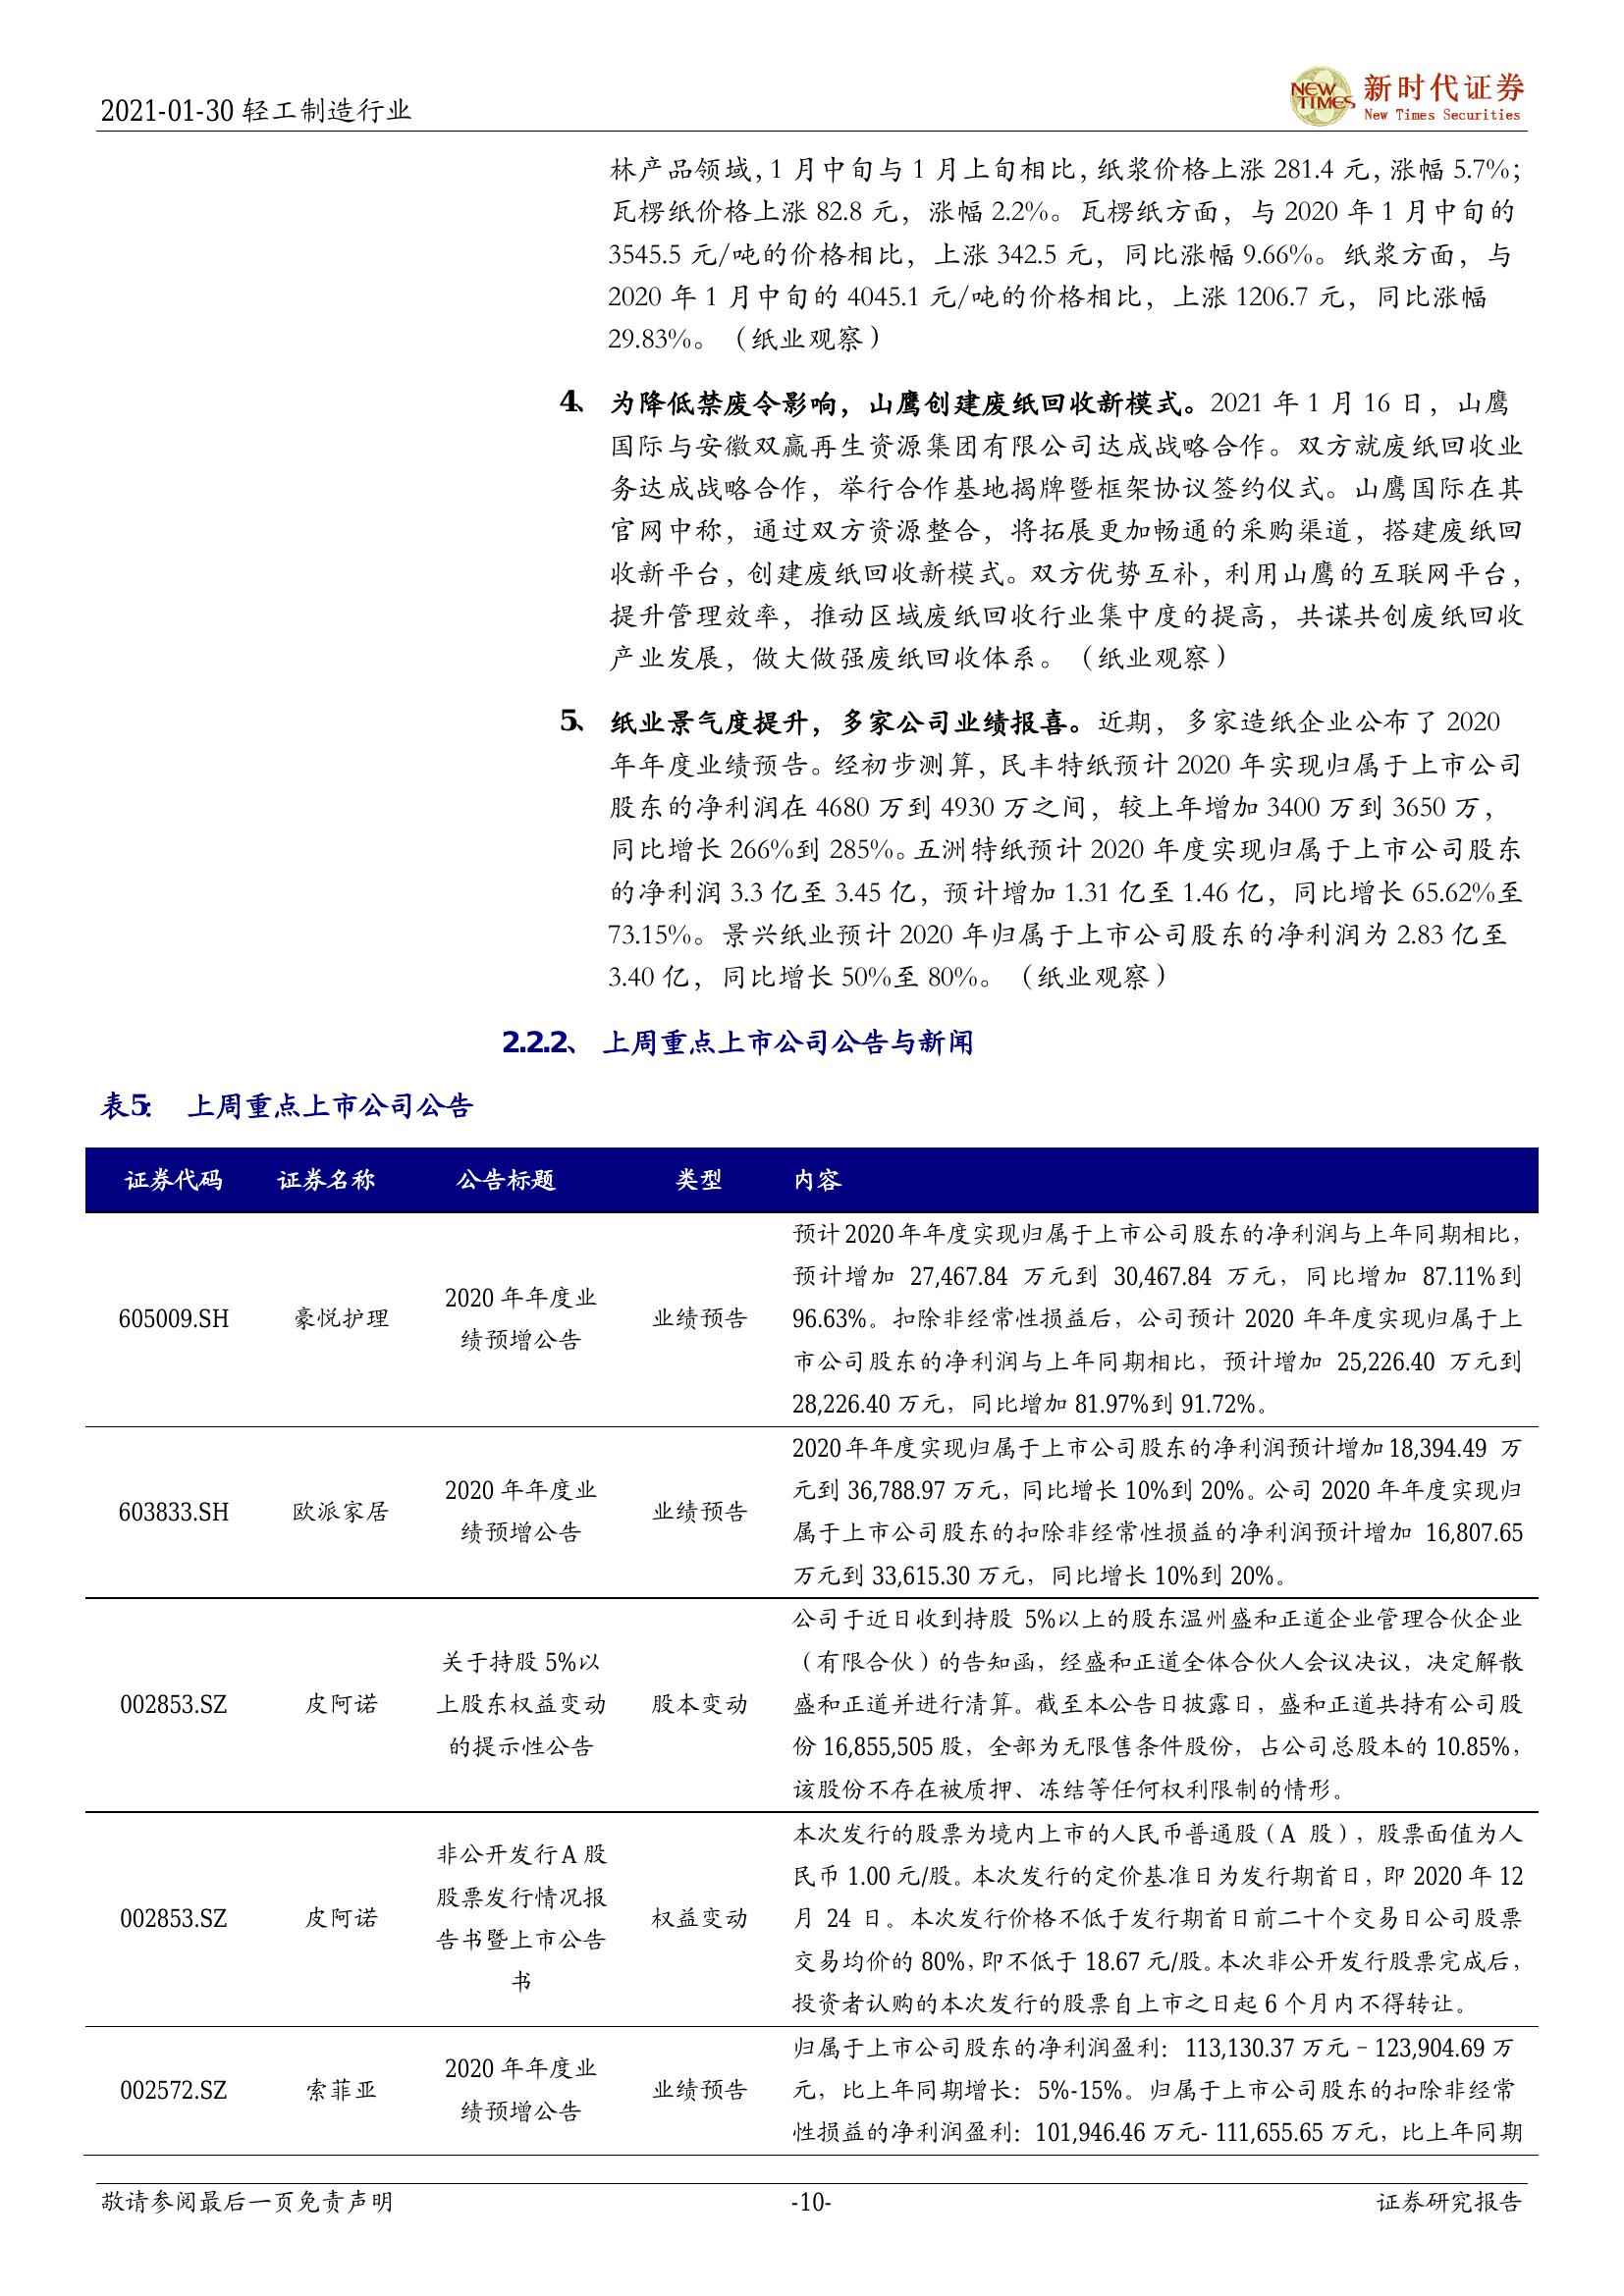 2021-01-30 轻工制造行业
NEW TIMES
新时代证券
New Times Securities
林产品领域，1 月中旬与 1 月上旬相比，纸浆价格上涨 281.4 元，涨幅 5.7%；
瓦楞纸价格上涨 82.8 元，涨幅 2.2%。瓦楞纸方面，与 2020 年 1 月中旬的
3545.5 元/吨的价格相比，上涨 342.5 元，同比涨幅 9.66%。纸浆方面，与
2020 年 1 月中旬的 4045.1 元/吨的价格相比，上涨 1206.7 元，同比涨幅
29.83%。（纸业观察）
4、 为降低禁废令影响，山鹰创建废纸回收新模式。2021 年 1 月 16 日，山鹰
国际与安徽双赢再生资源集团有限公司达成战略合作。双方就废纸回收业
务达成战略合作，举行合作基地揭牌暨框架协议签约仪式。山鹰国际在其
官网中称，通过双方资源整合，将拓展更加畅通的采购渠道，搭建废纸回
收新平台，创建废纸回收新模式。双方优势互补，利用山鹰的互联网平台，
提升管理效率，推动区域废纸回收行业集中度的提高，共谋共创废纸回收
产业发展，做大做强废纸回收体系。（纸业观察）
5、 纸业景气度提升，多家公司业绩报喜。近期，多家造纸企业公布了 2020
年年度业绩预告。经初步测算，民丰特纸预计 2020 年实现归属于上市公司
股东的净利润在 4680 万到 4930 万之间，较上年增加 3400 万到 3650 万，
同比增长 266%到 285%。五洲特纸预计 2020 年度实现归属于上市公司股东
的净利润 3.3 亿至 3.45 亿，预计增加 1.31 亿至 1.46 亿，同比增长 65.62%至
73.15%。景兴纸业预计 2020 年归属于上市公司股东的净利润为 2.83 亿至
3.40 亿，同比增长 50%至 80%。（纸业观察）
2.2.2、 上周重点上市公司公告与新闻
表5： 上周重点上市公司公告
证券代码 证券名称 公告标题 类型 内容
605009.SH
豪悦护理
2020 年年度业
绩预增公告
业绩预告
预计 2020 年年度实现归属于上市公司股东的净利润与上年同期相比，
预计增加 27,467.84 万元到 30,467.84 万元，同比增加 87.11%到
96.63%。扣除非经常性损益后，公司预计 2020 年年度实现归属于上
市公司股东的净利润与上年同期相比，预计增加 25,226.40 万元到
28,226.40 万元，同比增加 81.97%到 91.72%。
603833.SH
欧派家居
2020 年年度业
绩预增公告
业绩预告
2020 年年度实现归属于上市公司股东的净利润预计增加 18,394.49 万
元到 36,788.97 万元，同比增长 10%到 20%。公司 2020 年年度实现归
属于上市公司股东的扣除非经常性损益的净利润预计增加 16,807.65
万元到 33,615.30 万元，同比增长 10%到 20%。
002853.SZ
皮阿诺
关于持股 5%以
上股东权益变动
的提示性公告
股本变动
公司于近日收到持股 5%以上的股东温州盛和正道企业管理合伙企业
（有限合伙）的告知函，经盛和正道全体合伙人会议决议，决定解散
盛和正道并进行清算。截至本公告日披露日，盛和正道共持有公司股
份 16,855,505 股，全部为无限售条件股份，占公司总股本的 10.85%，
该股份不存在被质押、冻结等任何权利限制的情形。
002853.SZ
皮阿诺
非公开发行 A 股
股票发行情况报
告书暨上市公告
书
权益变动
本次发行的股票为境内上市的人民币普通股（A 股），股票面值为人
民币 1.00 元/股。本次发行的定价基准日为发行期首日，即 2020 年 12
月 24 日。本次发行价格不低于发行期首日前二十个交易日公司股票
交易均价的 80%，即不低于 18.67 元/股。本次非公开发行股票完成后，
投资者认购的本次发行的股票自上市之日起 6 个月内不得转让。
002572.SZ
索菲亚
2020 年年度业
绩预增公告
业绩预告
归属于上市公司股东的净利润盈利：113,130.37 万元－123,904.69 万
元，比上年同期增长：5%-15%。归属于上市公司股东的扣除非经常
性损益的净利润盈利：101,946.46 万元- 111,655.65 万元，比上年同期
敬请参阅最后一页免责声明
-10-
证券研究报告